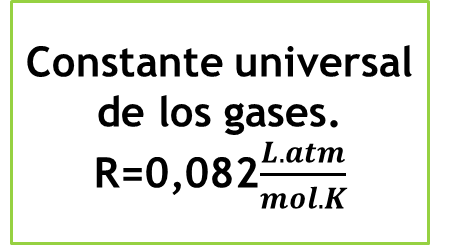 Constante universal
de los gases.
R=0,082 L.atm/mol.K